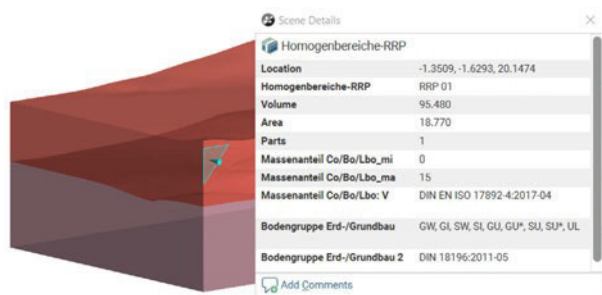 Scene Details
Homogenbereiche-RRP
Location -1.3509, -1.6293, 20.1474
Homogenbereiche-RRP RRP 01
Volume 95.480
Area 18.770
Parts 1
Massenanteil Co/Bo/Lbo_mi 0
Massenanteil Co/Bo/Lbo_ma 15
Massenanteil Co/Bo/Lbo: V DIN EN ISO 17892-4:2017-04
Bodengruppe Erd-/Grundbau GW, GI, SW, SI, GU, GU*, SU, SU*, UL
Bodengruppe Erd-/Grundbau 2 DIN 18196:2011-05
Add Comments